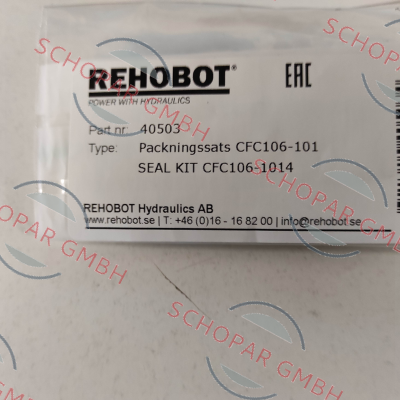 REHOBOT® EAC
POWER WITH HYDRAULICS
Part nr: 40503
Type: Packningssats CFC106-101
SEAL KIT CFC106-1014
REHOBOT Hydraulics AB
www.rehobot.se | T: +46 (0)16 - 16 82 00 | info@rehobot.se
SCHOPAR GMBH
SCHOPAR GMBH
SCHOPAR GMBH
SCHOPAR GMBH